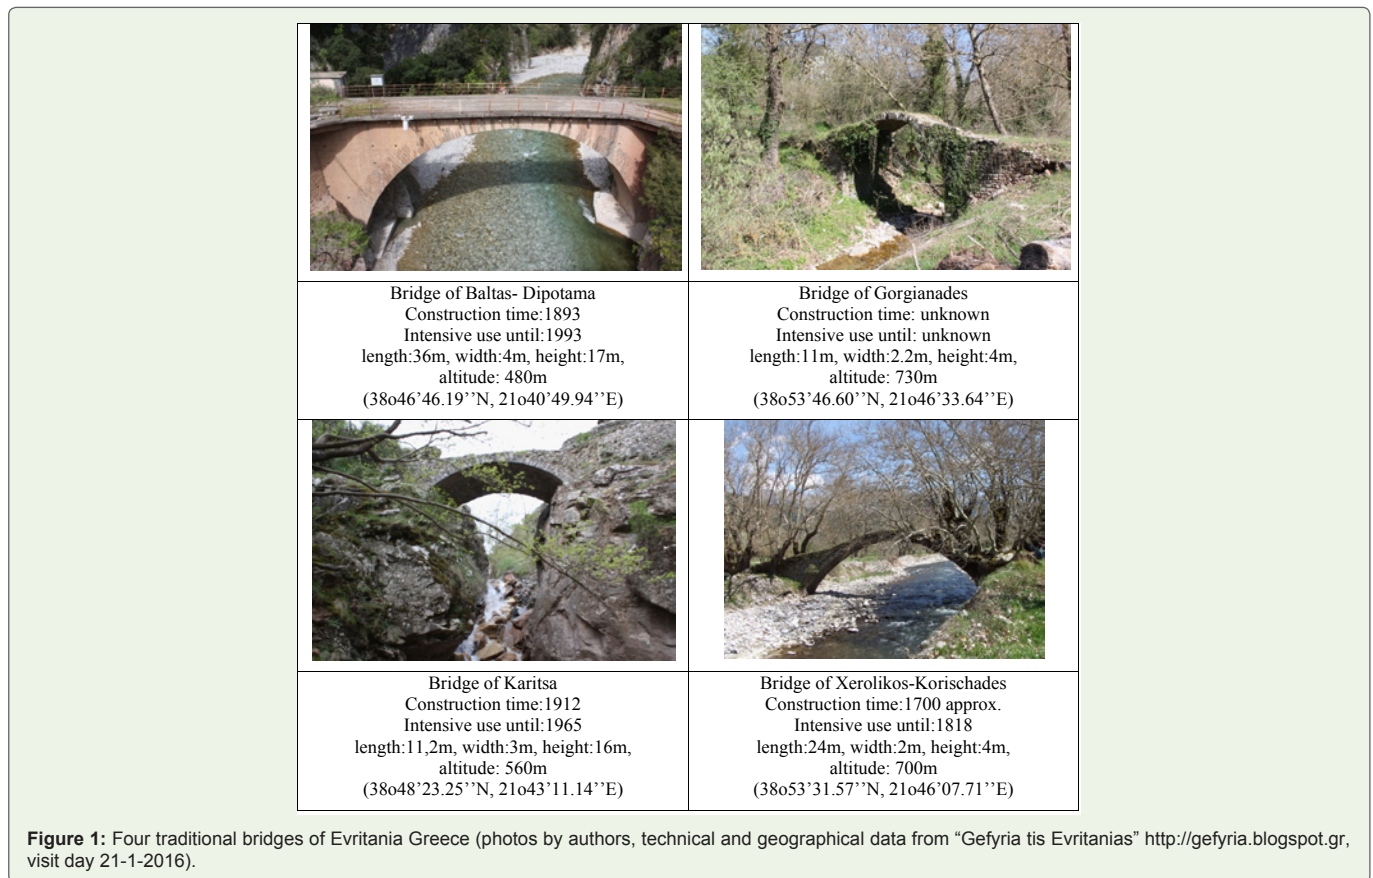 Bridge of Baltas- Dipotama
Construction time:1893
Intensive use until:1993
length:36m, width:4m, height:17m,
altitude: 480m
(38o46’46.19’’N, 21o40’49.94’’E)
Bridge of Gorgianades
Construction time: unknown
Intensive use until: unknown
length:11m, width:2.2m, height:4m,
altitude: 730m
(38o53’46.60’’N, 21o46’33.64’’E)
Bridge of Karitsa
Construction time:1912
Intensive use until:1965
length:11,2m, width:3m, height:16m,
altitude: 560m
(38o48’23.25’’N, 21o43’11.14’’E)
Bridge of Xerolikos-Korischades
Construction time:1700 approx.
Intensive use until:1818
length:24m, width:2m, height:4m,
altitude: 700m
(38o53’31.57’’N, 21o46’07.71’’E)
Figure 1: Four traditional bridges of Evritania Greece (photos by authors, technical and geographical data from “Gefyria tis Evritanias” http://gefyria.blogspot.gr,
visit day 21-1-2016).